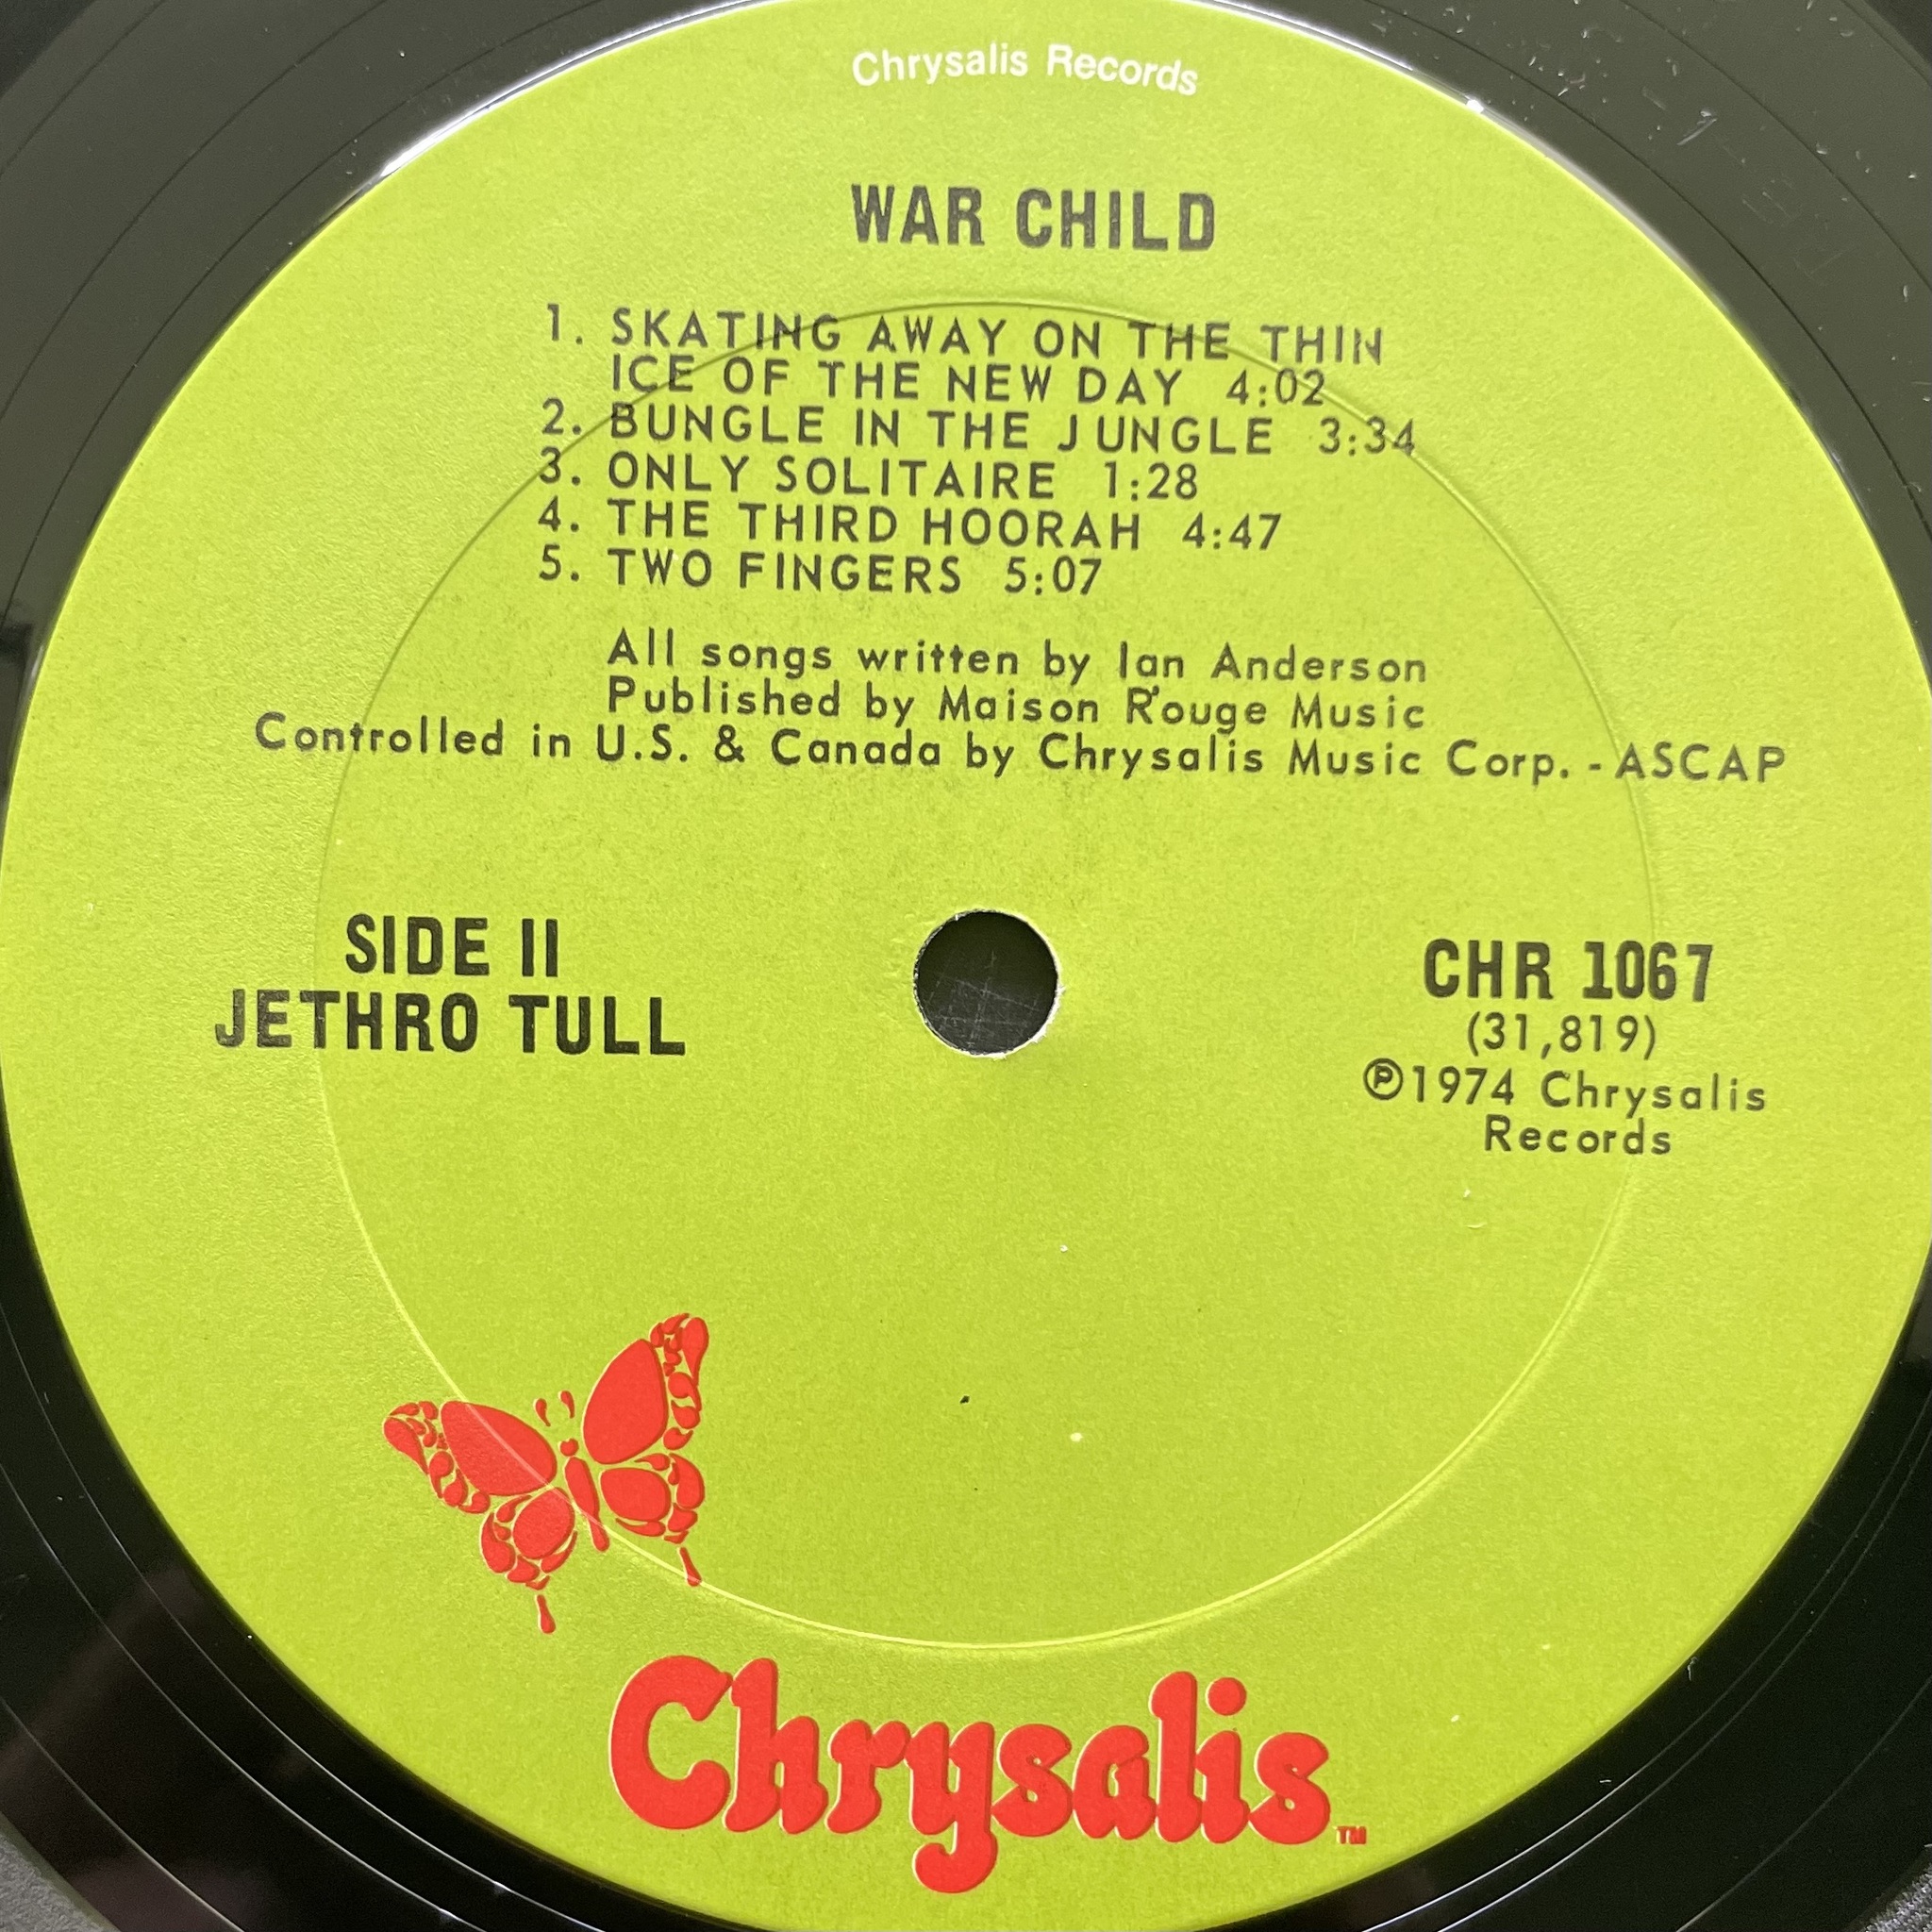 Chrysalis Records
WAR CHILD
1. SKATING AWAY ON THE THIN
ICE OF THE NEW DAY 4:02
2. BUNGLE IN THE JUNGLE 3:34
3. ONLY SOLITAIRE 1:28
4. THE THIRD HOORAH 4:47
5. TWO FINGERS 5:07
All songs written by Ian Anderson
Published by Maison Rouge Music
Controlled in U.S. & Canada by Chrysalis Music Corp. - ASCAP
SIDE II
JETHRO TULL
CHR 1067
(31,819)
℗1974 Chrysalis
Records
Chrysalis™